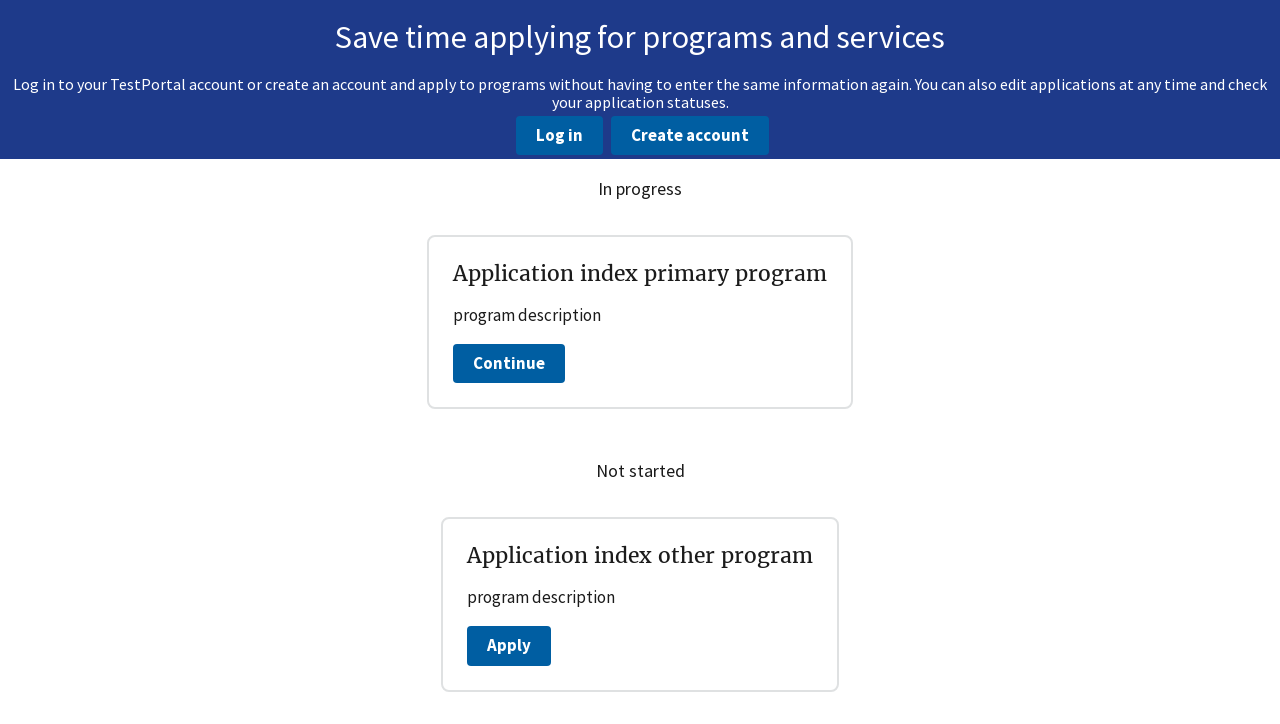 Save time applying for programs and services
Log in to your TestPortal account or create an account and apply to programs without having to enter the same information again. You can also edit applications at any time and check
your application statuses.
Log in
Create account
In progress
Application index primary program
program description
Continue
Not started
Application index other program
program description
Apply